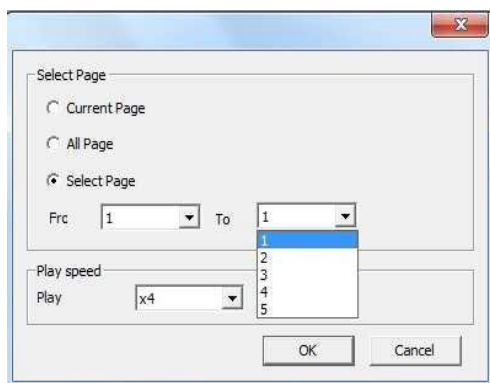 Select Page
Current Page
All Page
Select Page
Frc 1 To 1
1
2
3
4
5
Play speed
Play x4
OK Cancel